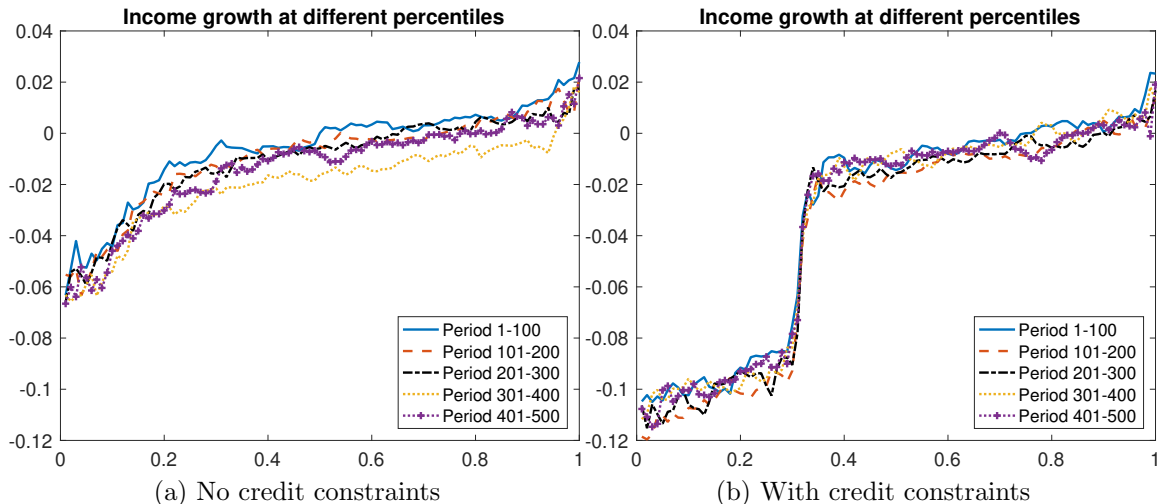 Income growth at different percentiles
0.04
0.02
0
-0.02
-0.04
-0.06
-0.08
-0.1
-0.12
0
0.2
0.4
0.6
0.8
1
Period 1-100
Period 101-200
Period 201-300
Period 301-400
Period 401-500
(a) No credit constraints
Income growth at different percentiles
0.04
0.02
0
-0.02
-0.04
-0.06
-0.08
-0.1
-0.12
0
0.2
0.4
0.6
0.8
1
Period 1-100
Period 101-200
Period 201-300
Period 301-400
Period 401-500
(b) With credit constraints